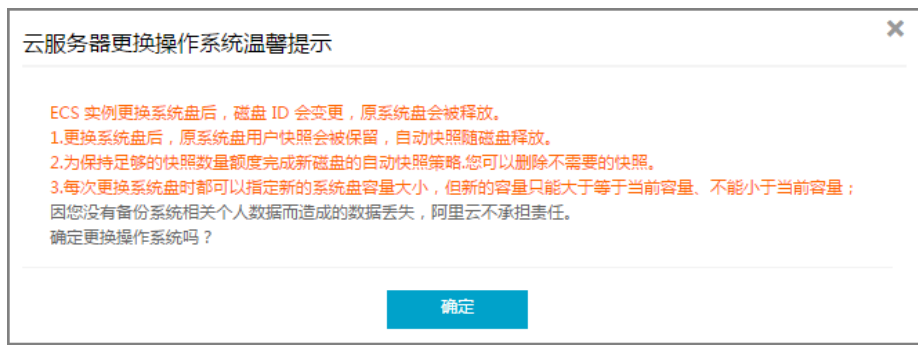 云服务器更换操作系统温馨提示
ECS 实例更换系统盘后，磁盘 ID 会变更，原系统盘会被释放。
1.更换系统盘后，原系统盘用户快照会被保留，自动快照随磁盘释放。
2.为保持足够的快照数量额度完成新磁盘的自动快照策略.您可以删除不需要的快照。
3.每次更换系统盘时都可以指定新的系统盘容量大小，但新的容量只能大于等于当前容量、不能小于当前容量；
因您没有备份系统相关个人数据而造成的数据丢失，阿里云不承担责任。
确定更换操作系统吗？
确定